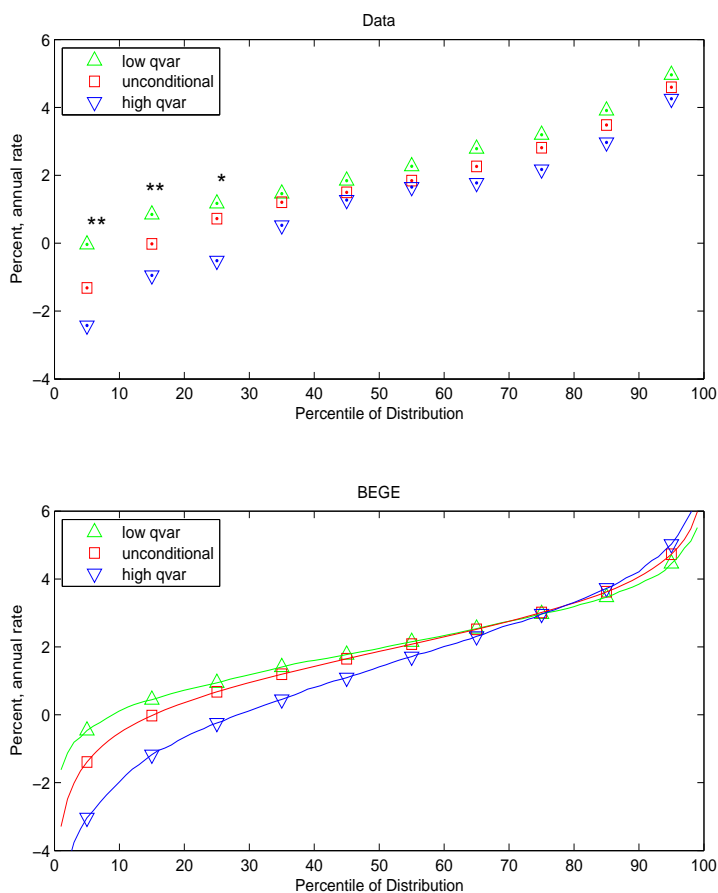 Data
6
4
2
0
−2
−4
low qvar
unconditional
high qvar
**
**
*
0 10 20 30 40 50 60 70 80 90 100
Percentile of Distribution
Percent, annual rate
BEGE
6
4
2
0
−2
−4
low qvar
unconditional
high qvar
0 10 20 30 40 50 60 70 80 90 100
Percentile of Distribution
Percent, annual rate